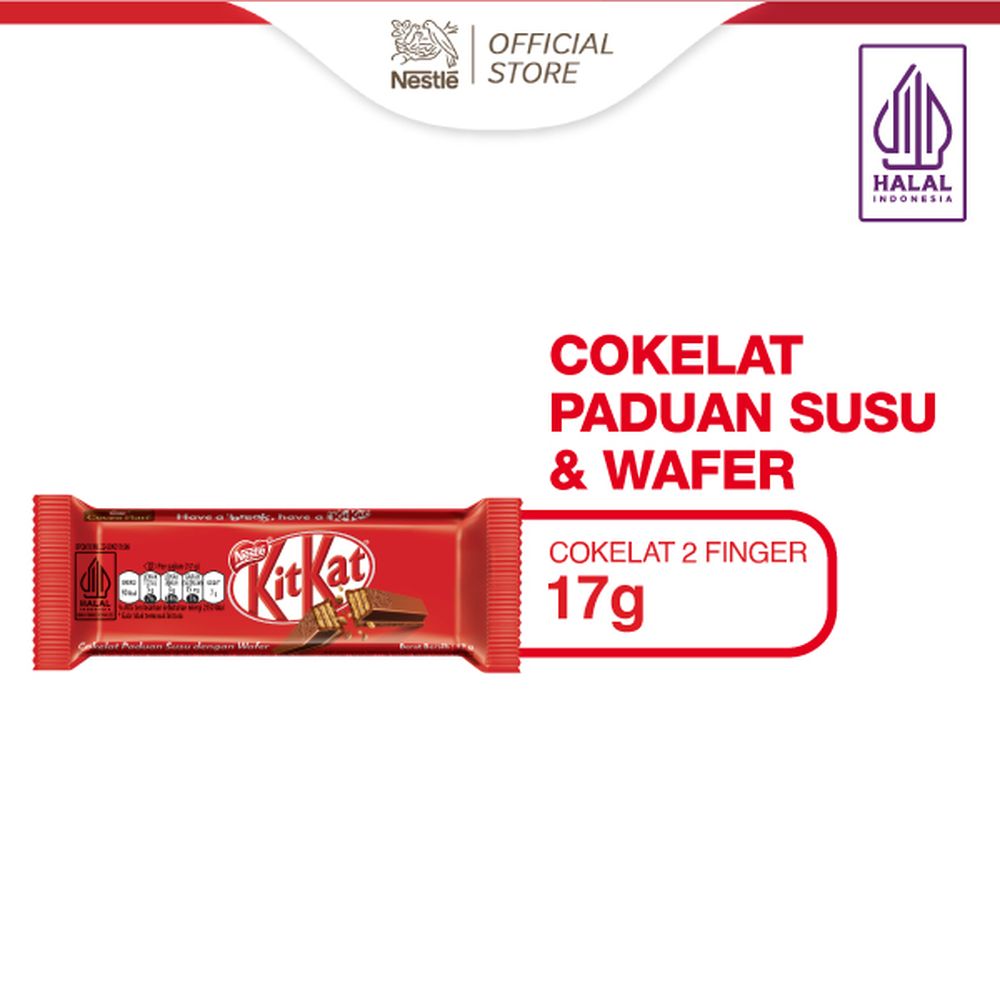 Nestlé
OFFICIAL
STORE
HALAL
INDONESIA
COKELAT
PADUAN SUSU
& WAFER
COKELAT 2 FINGER
17g
Have a break, have a KitKat
Nestlé
KitKat
HALAL
INDONESIA
Cokelat Paduan Susu dengan Wafer